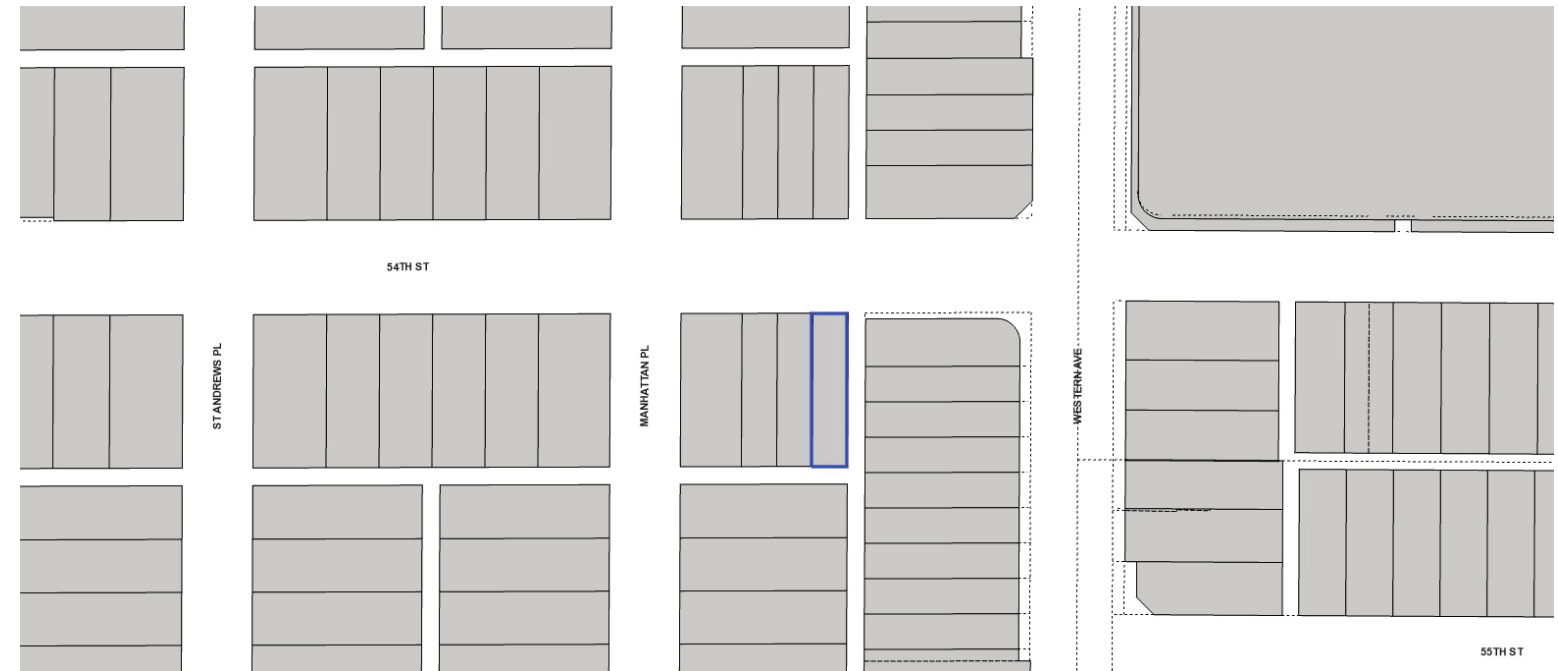 54TH ST
ST ANDREWS PL
MANHATTAN PL
WESTERN AVE
55TH ST